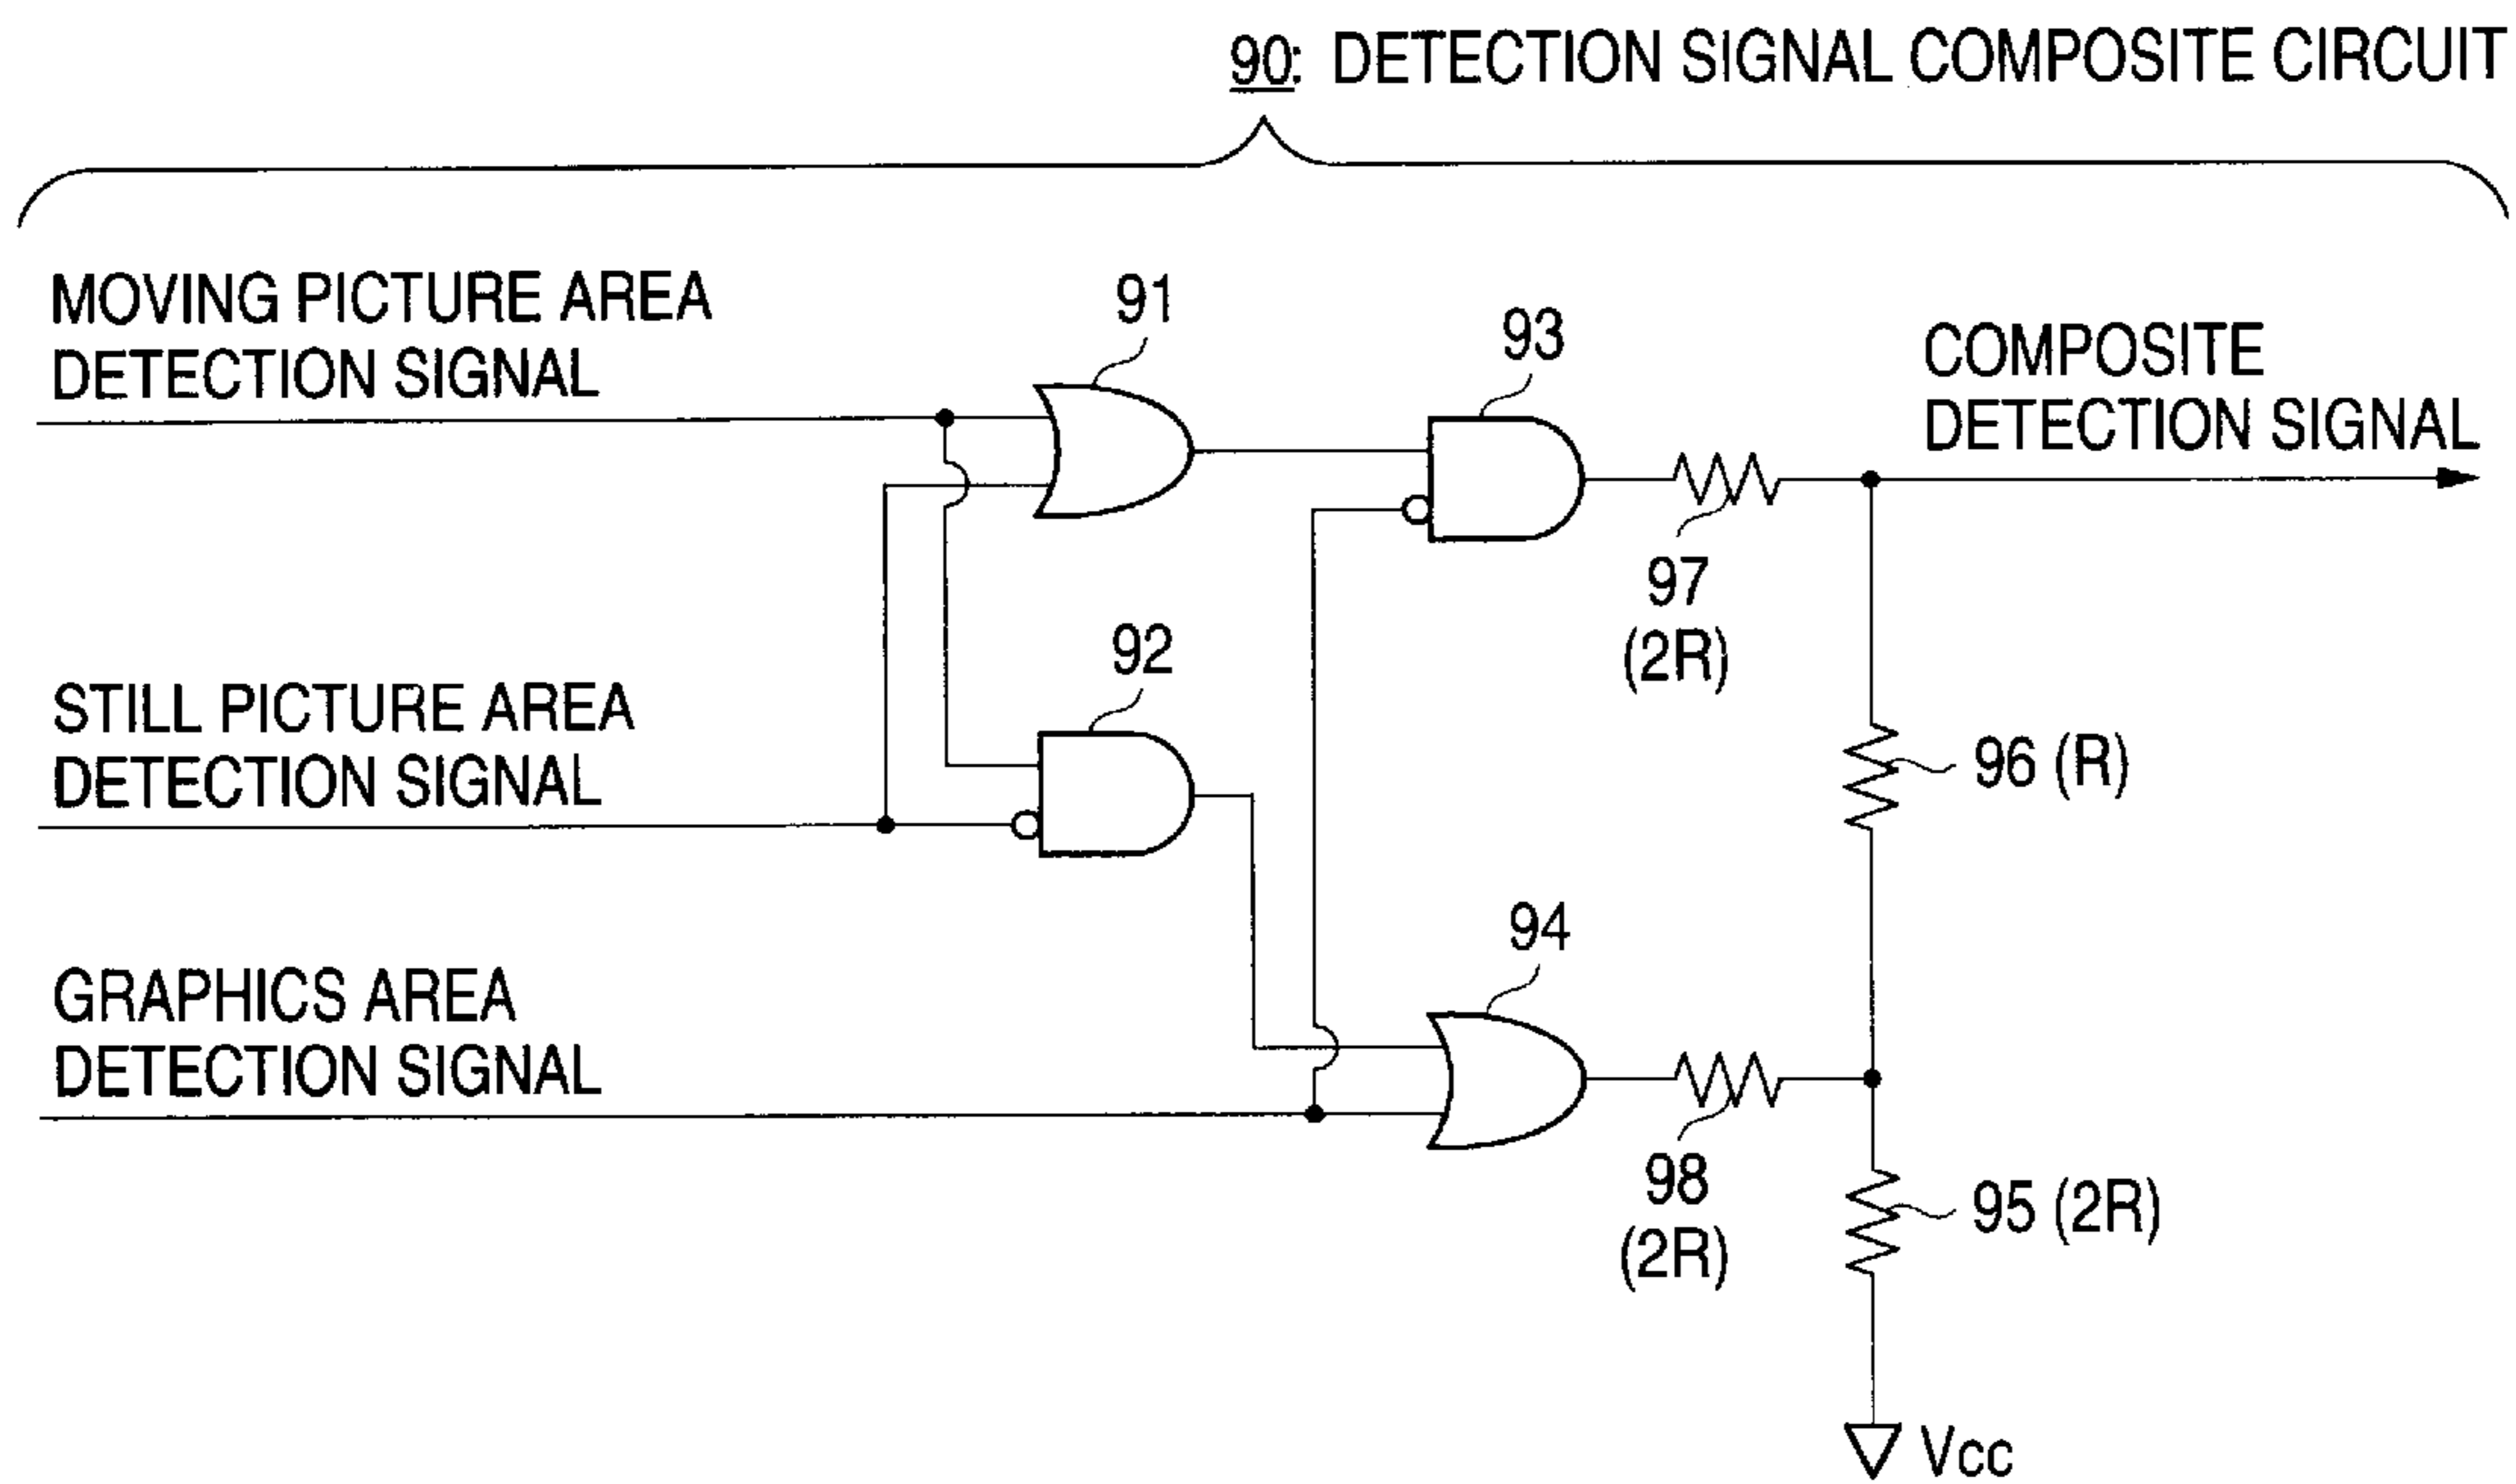 90: DETECTION SIGNAL COMPOSITE CIRCUIT
MOVING PICTURE AREA
DETECTION SIGNAL
91
93
COMPOSITE
DETECTION SIGNAL
97
(2R)
92
STILL PICTURE AREA
DETECTION SIGNAL
96 (R)
94
GRAPHICS AREA
DETECTION SIGNAL
98
(2R)
95 (2R)
Vcc